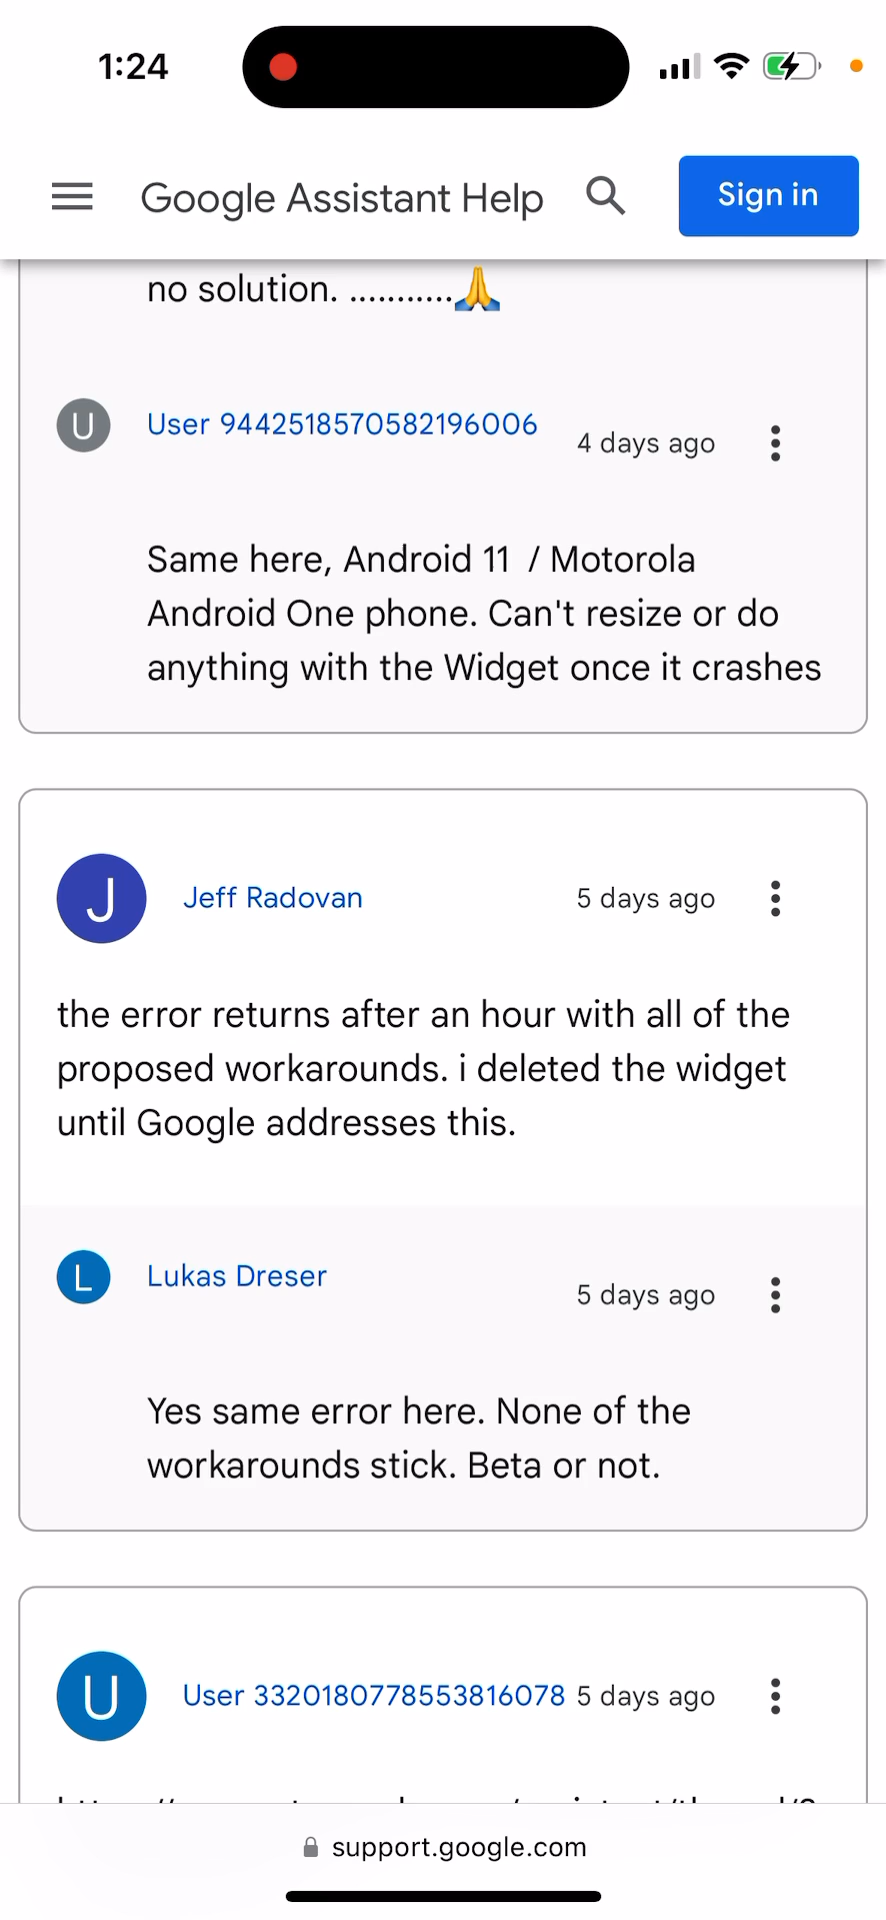 1:24
Google Assistant Help
Sign in
no solution. ...........🙏
U
User 9442518570582196006
4 days ago
Same here, Android 11 / Motorola
Android One phone. Can't resize or do
anything with the Widget once it crashes
J
Jeff Radovan
5 days ago
the error returns after an hour with all of the
proposed workarounds. i deleted the widget
until Google addresses this.
L
Lukas Dreser
5 days ago
Yes same error here. None of the
workarounds stick. Beta or not.
U
User 3320180778553816078
5 days ago
support.google.com